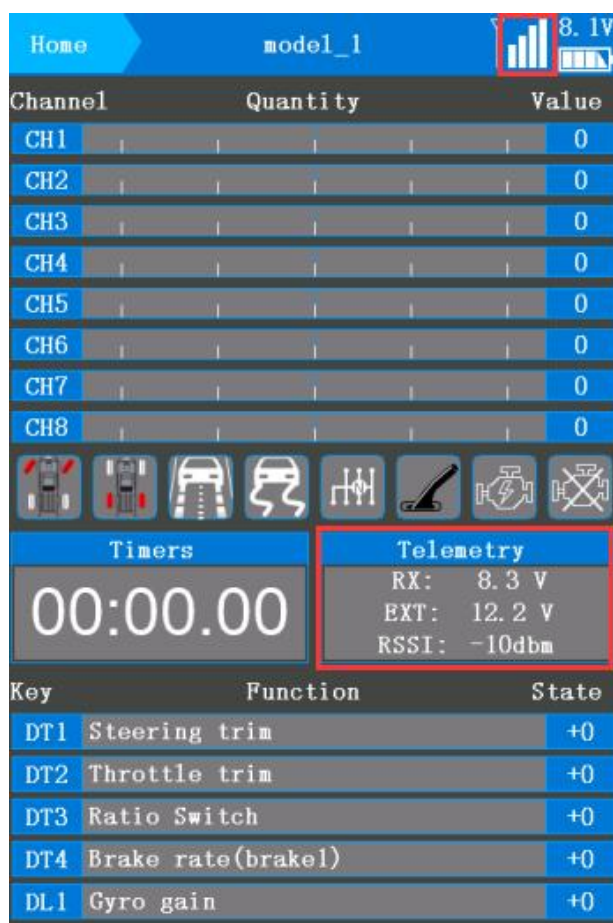 Home model_1 8.1V
Channel Quantity Value
CH1 0
CH2 0
CH3 0
CH4 0
CH5 0
CH6 0
CH7 0
CH8 0
Timers
00:00.00
Telemetry
RX: 8.3 V
EXT: 12.2 V
RSSI: -10dbm
Key Function State
DT1 Steering trim +0
DT2 Throttle trim +0
DT3 Ratio Switch +0
DT4 Brake rate(brake1) +0
DL1 Gyro gain +0